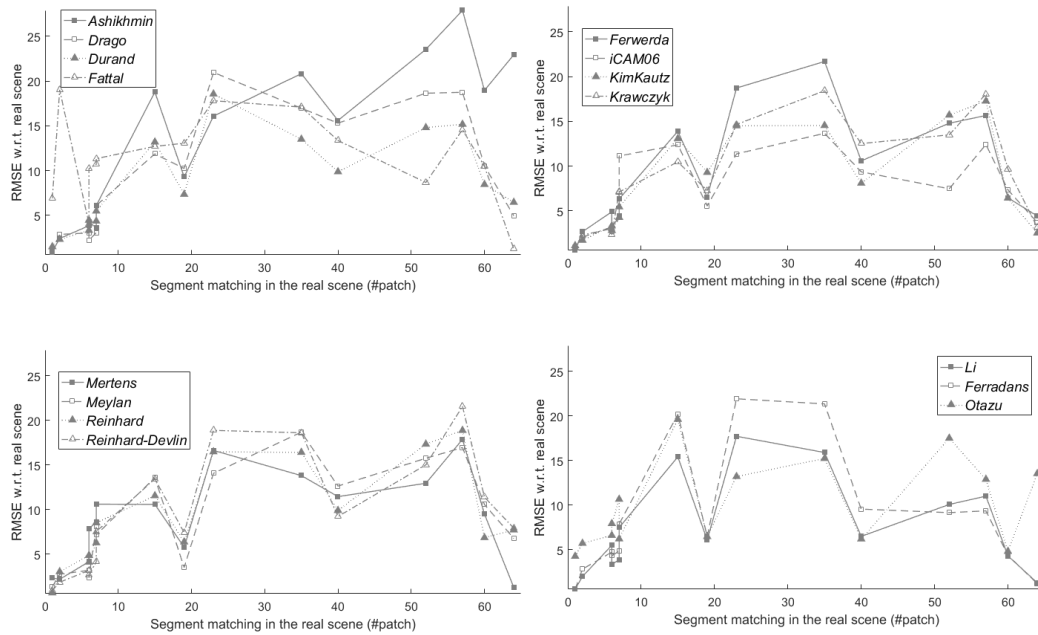 Ashikhmin
Drago
Durand
Fattal
RMSE w.r.t. real scene
25
20
15
10
5
0 10 20 30 40 50 60
Segment matching in the real scene (#patch)
Ferwerda
iCAM06
KimKautz
Krawczyk
RMSE w.r.t. real scene
25
20
15
10
5
0 10 20 30 40 50 60
Segment matching in the real scene (#patch)
Mertens
Meylan
Reinhard
Reinhard-Devlin
RMSE w.r.t. real scene
25
20
15
10
5
0 10 20 30 40 50 60
Segment matching in the real scene (#patch)
Li
Ferradans
Otazu
RMSE w.r.t. real scene
25
20
15
10
5
0 10 20 30 40 50 60
Segment matching in the real scene (#patch)